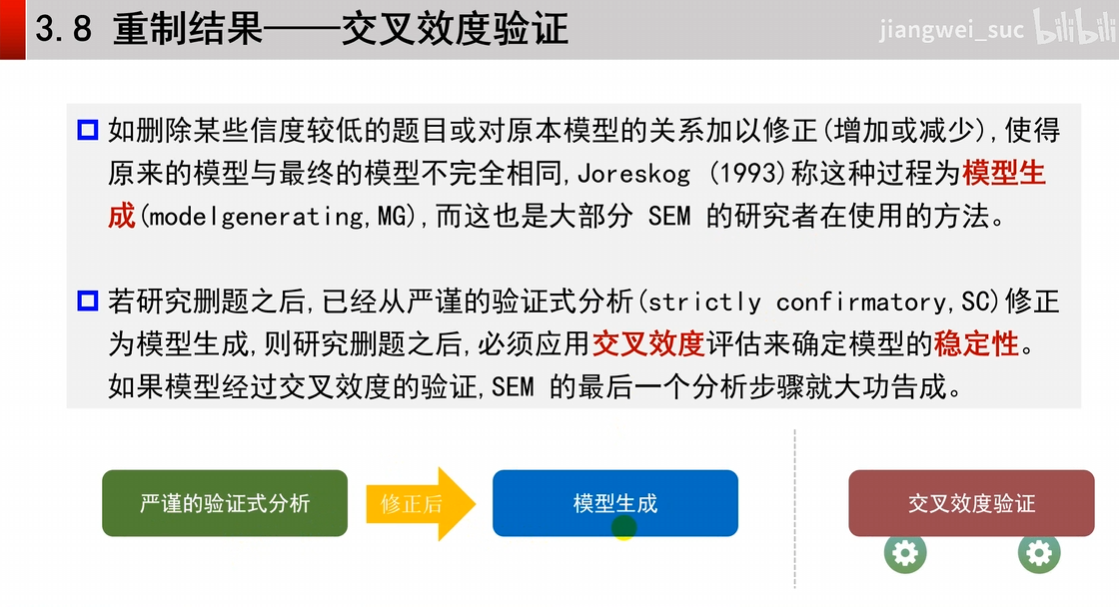 3.8 重制结果——交叉效度验证
jiangwei_suc bilibili
如删除某些信度较低的题目或对原本模型的关系加以修正(增加或减少),使得
原来的模型与最终的模型不完全相同,Joreskog (1993)称这种过程为模型生
成(modelgenerating,MG),而这也是大部分 SEM 的研究者在使用的方法。
若研究删题之后,已经从严谨的验证式分析(strictly confirmatory,SC)修正
为模型生成,则研究删题之后,必须应用交叉效度评估来确定模型的稳定性。
如果模型经过交叉效度的验证,SEM 的最后一个分析步骤就大功告成。
严谨的验证式分析
修正后
模型生成
交叉效度验证